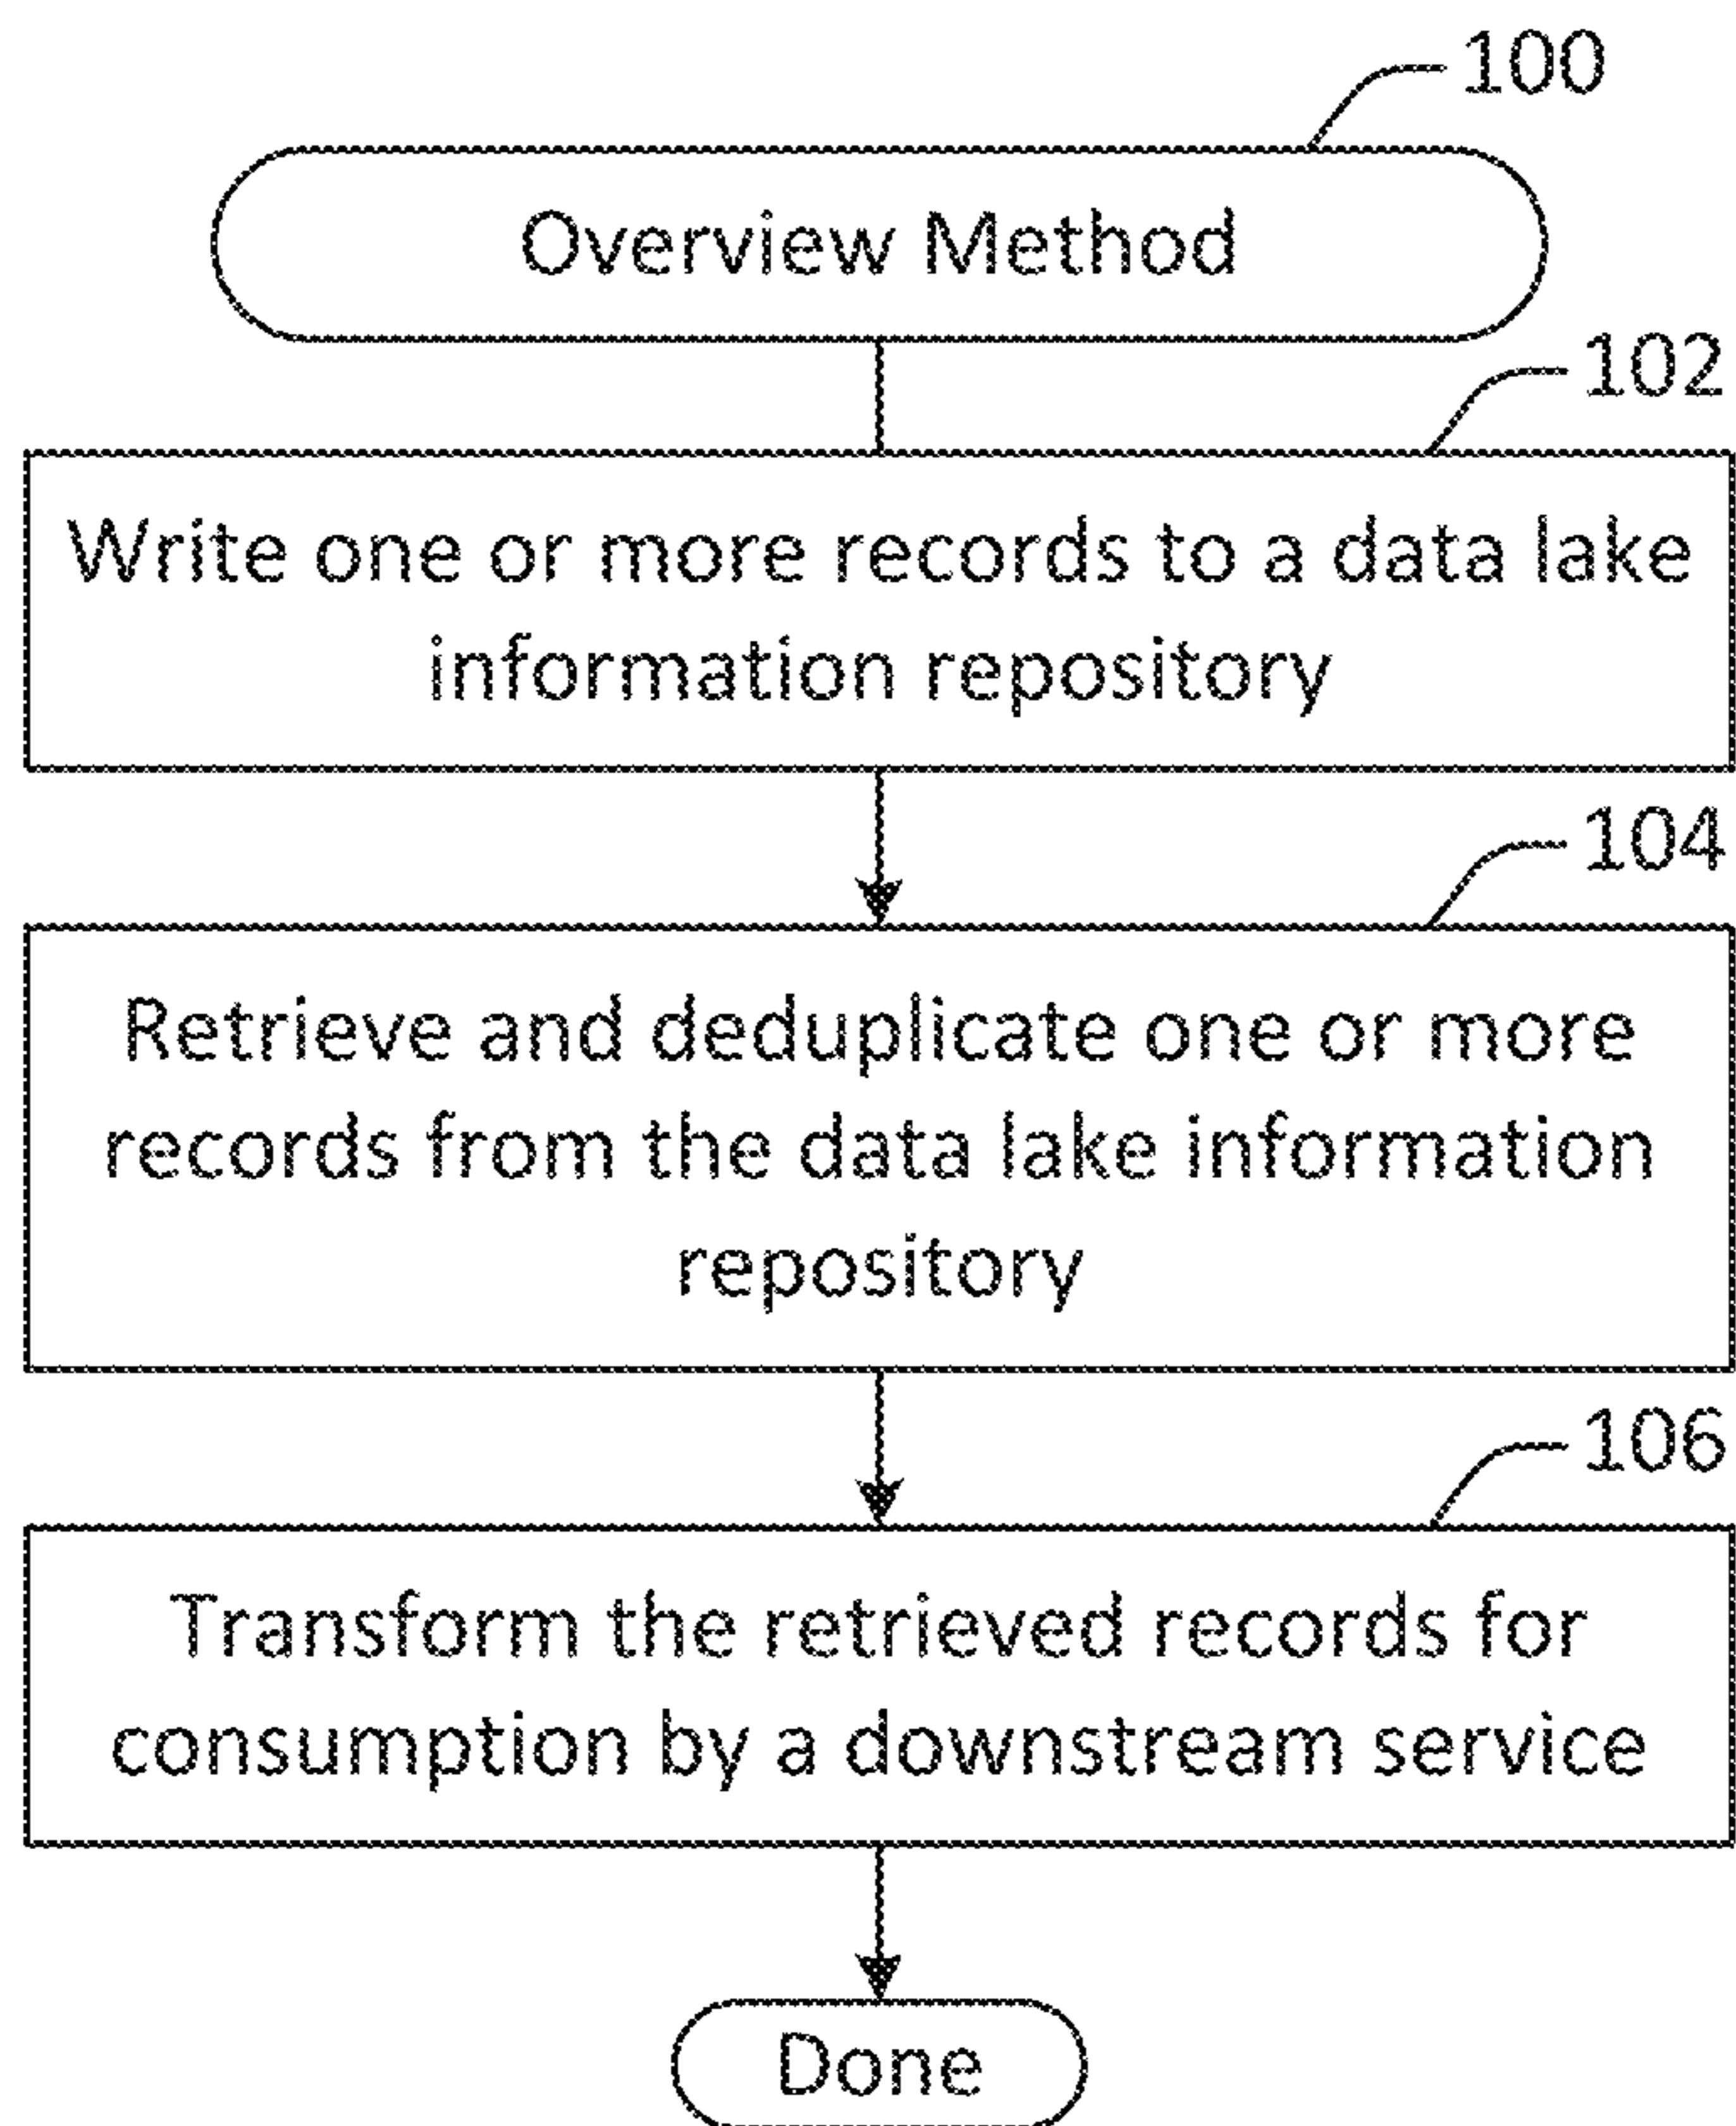 100
Overview Method
102
Write one or more records to a data lake
information repository
104
Retrieve and deduplicate one or more
records from the data lake information
repository
106
Transform the retrieved records for
consumption by a downstream service
Done